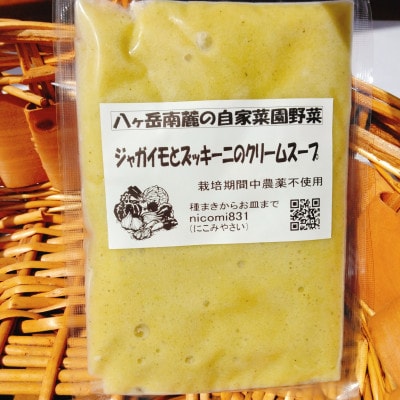 八ヶ岳南麓の自家菜園野菜
ジャガイモとズッキーニのクリームスープ
栽培期間中農薬不使用
種まきからお皿まで
nicomi831
(にこみやさい)